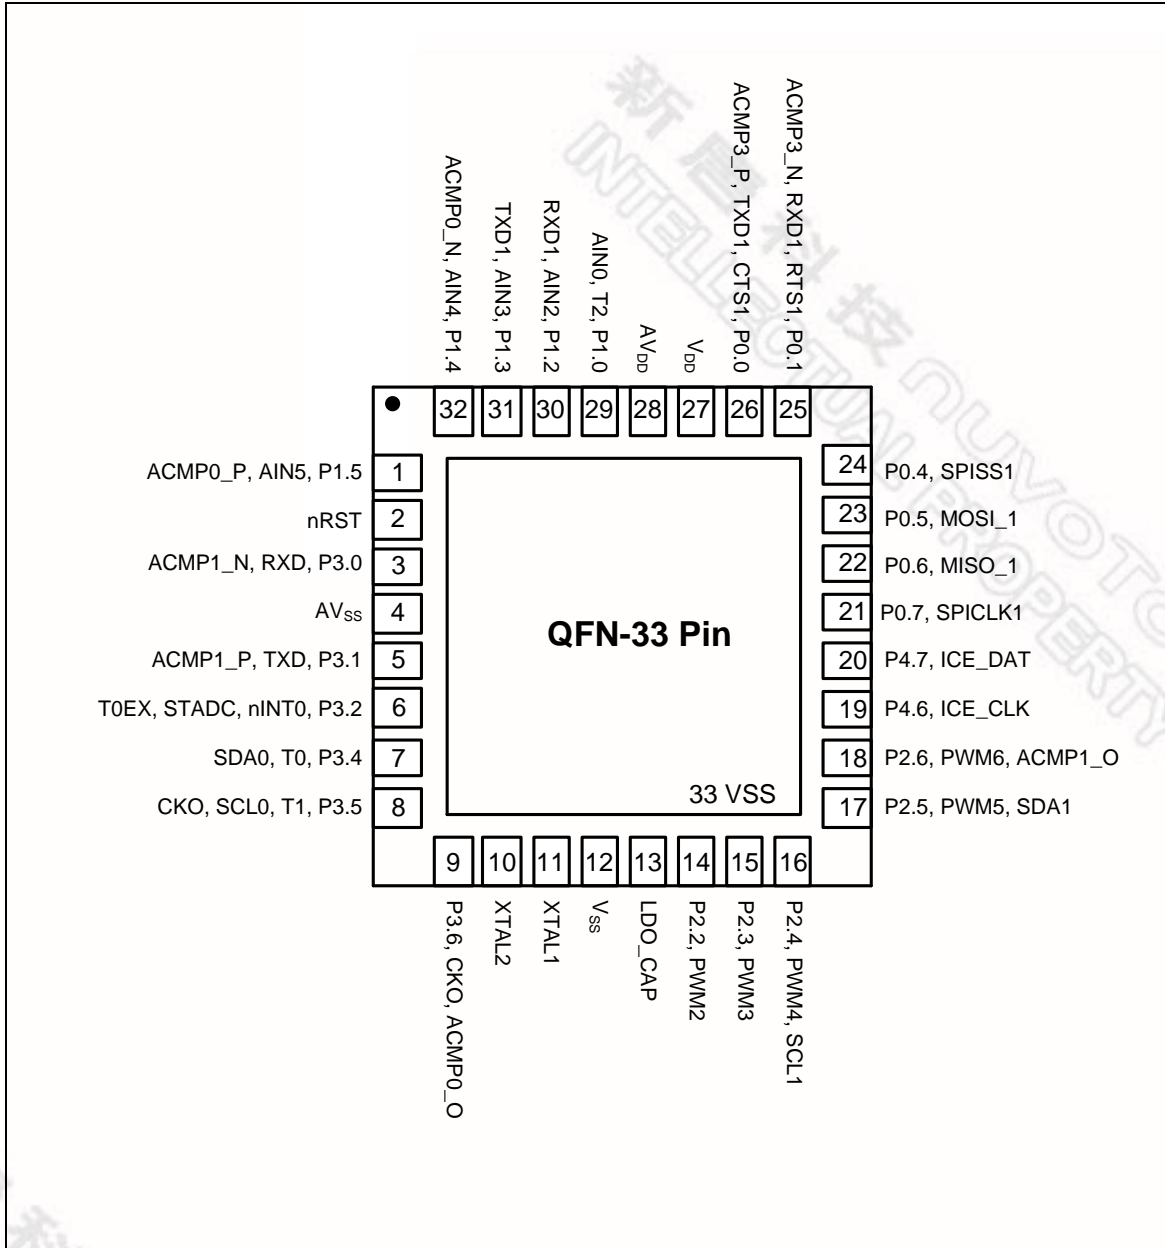 新唐科技 nuvoTo
INTELLECTUAL PROPERTY
ACMP0_N, AIN4, P1.4
TXD1, AIN3, P1.3
RXD1, AIN2, P1.2
AIN0, T2, P1.0
AVDD
VDD
ACMP3_P, TXD1, CTS1, P0.0
ACMP3_N, RXD1, RTS1, P0.1
32 31 30 29 28 27 26 25
ACMP0_P, AIN5, P1.5 1
nRST 2
ACMP1_N, RXD, P3.0 3
AVSS 4
ACMP1_P, TXD, P3.1 5
T0EX, STADC, nINT0, P3.2 6
SDA0, T0, P3.4 7
CKO, SCL0, T1, P3.5 8
QFN-33 Pin
33 VSS
24 P0.4, SPISS1
23 P0.5, MOSI_1
22 P0.6, MISO_1
21 P0.7, SPICLK1
20 P4.7, ICE_DAT
19 P4.6, ICE_CLK
18 P2.6, PWM6, ACMP1_O
17 P2.5, PWM5, SDA1
9 10 11 12 13 14 15 16
P3.6, CKO, ACMP0_O
XTAL2
XTAL1
VSS
LDO_CAP
P2.2, PWM2
P2.3, PWM3
P2.4, PWM4, SCL1